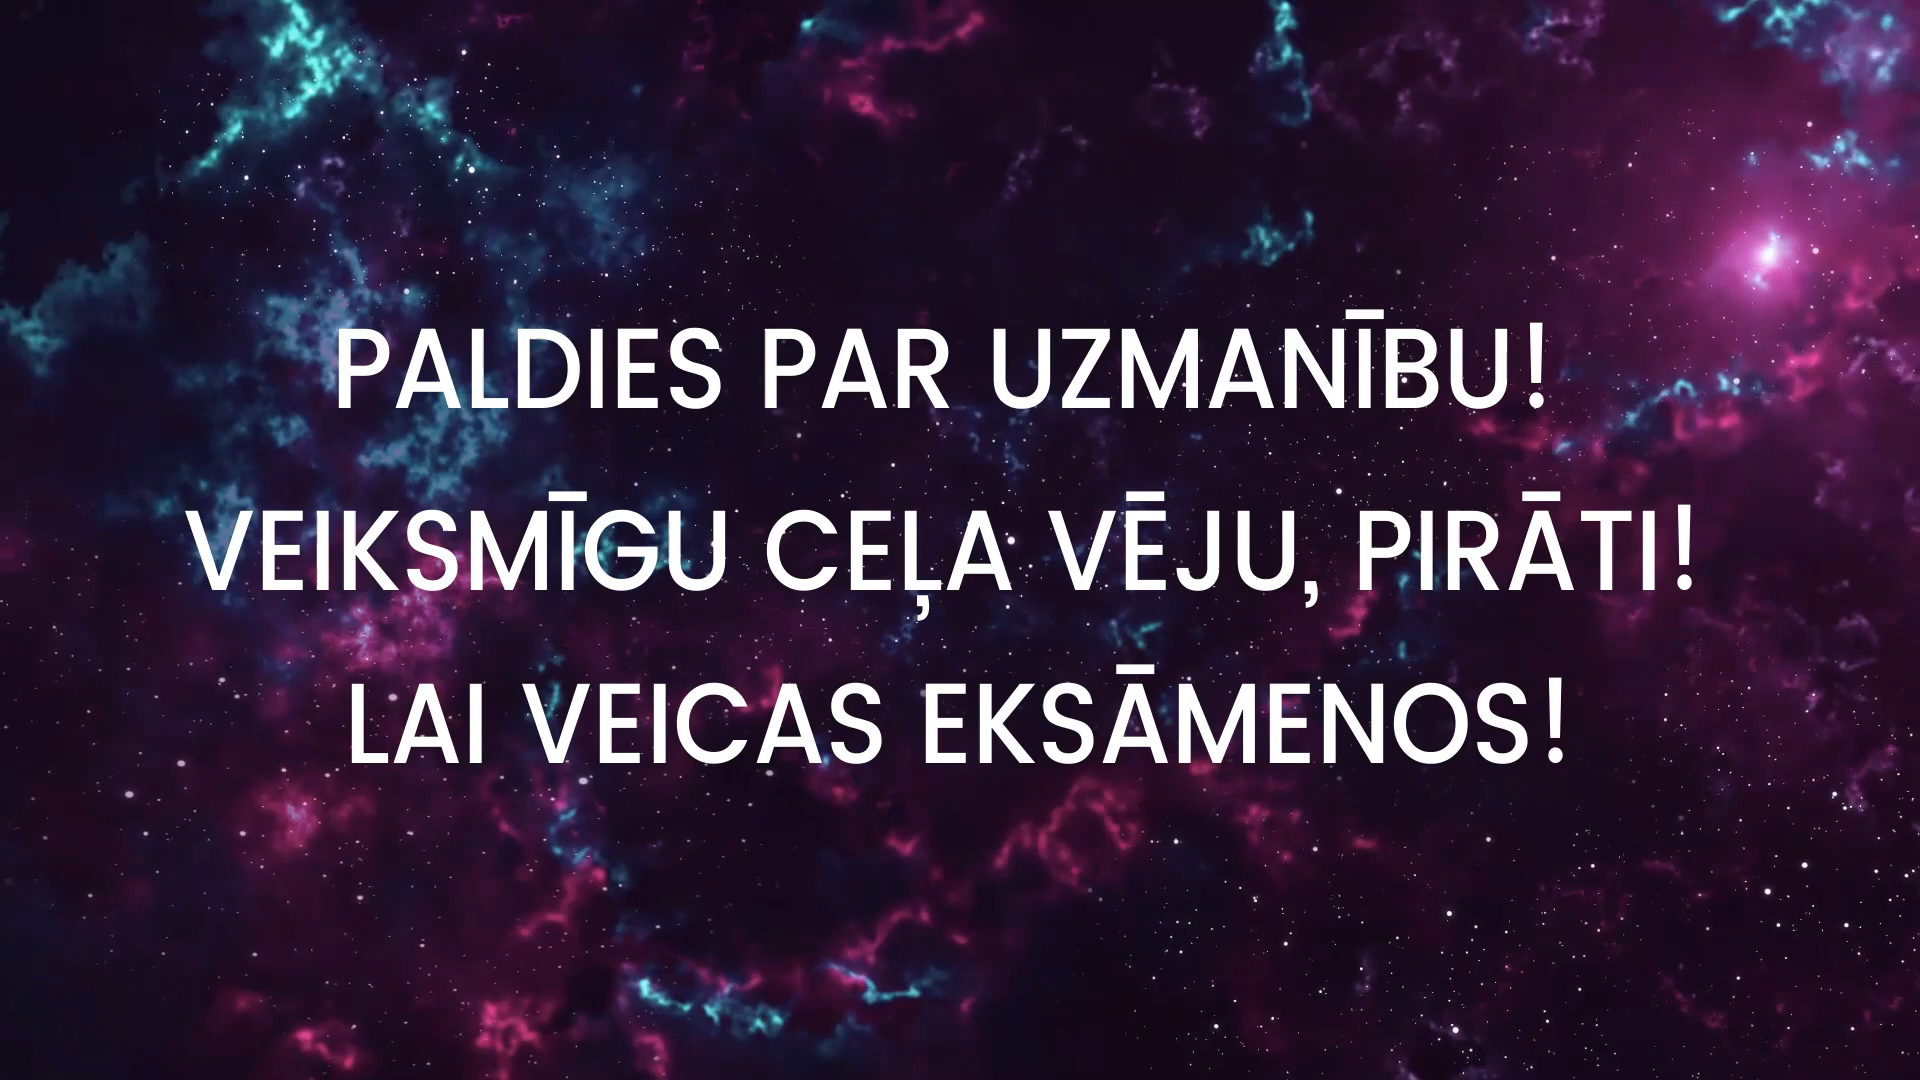 PALDIES PAR UZMANĪBU!
VEIKSMĪGU CEĻA VĒJU, PIRĀTI!
LAI VEICAS EKSĀMENOS!